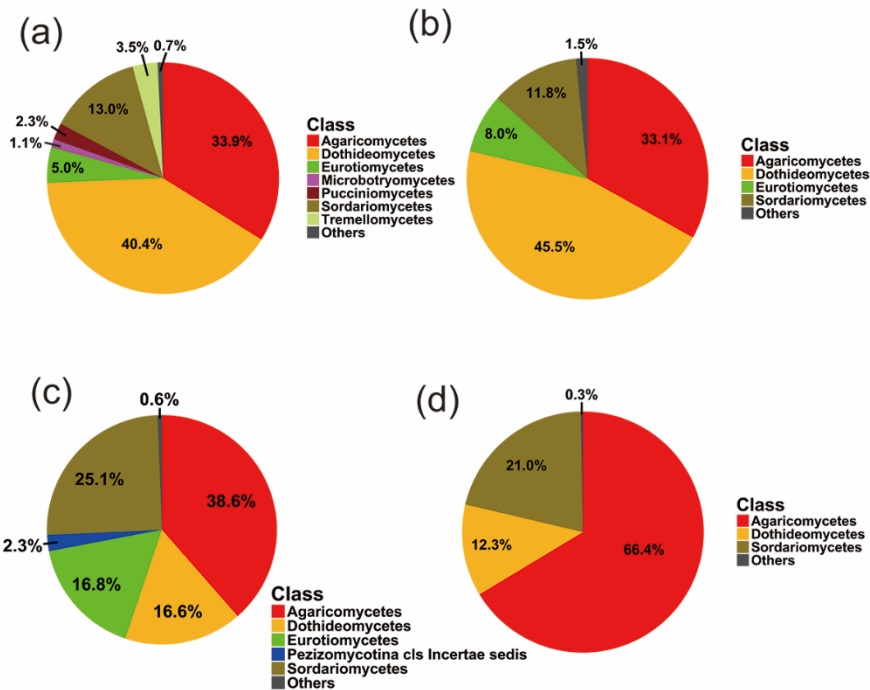 (a)
3.5%
0.7%
13.0%
33.9%
2.3%
1.1%
5.0%
40.4%
Class
Agaricomycetes
Dothideomycetes
Eurotiomycetes
Microbotryomycetes
Pucciniomycetes
Sordariomycetes
Tremellomycetes
Others
(b)
1.5%
11.8%
33.1%
8.0%
45.5%
Class
Agaricomycetes
Dothideomycetes
Eurotiomycetes
Sordariomycetes
Others
(c)
0.6%
25.1%
38.6%
2.3%
16.8%
16.6%
Class
Agaricomycetes
Dothideomycetes
Eurotiomycetes
Pezizomycotina cls Incertae sedis
Sordariomycetes
Others
(d)
0.3%
21.0%
12.3%
66.4%
Class
Agaricomycetes
Dothideomycetes
Sordariomycetes
Others